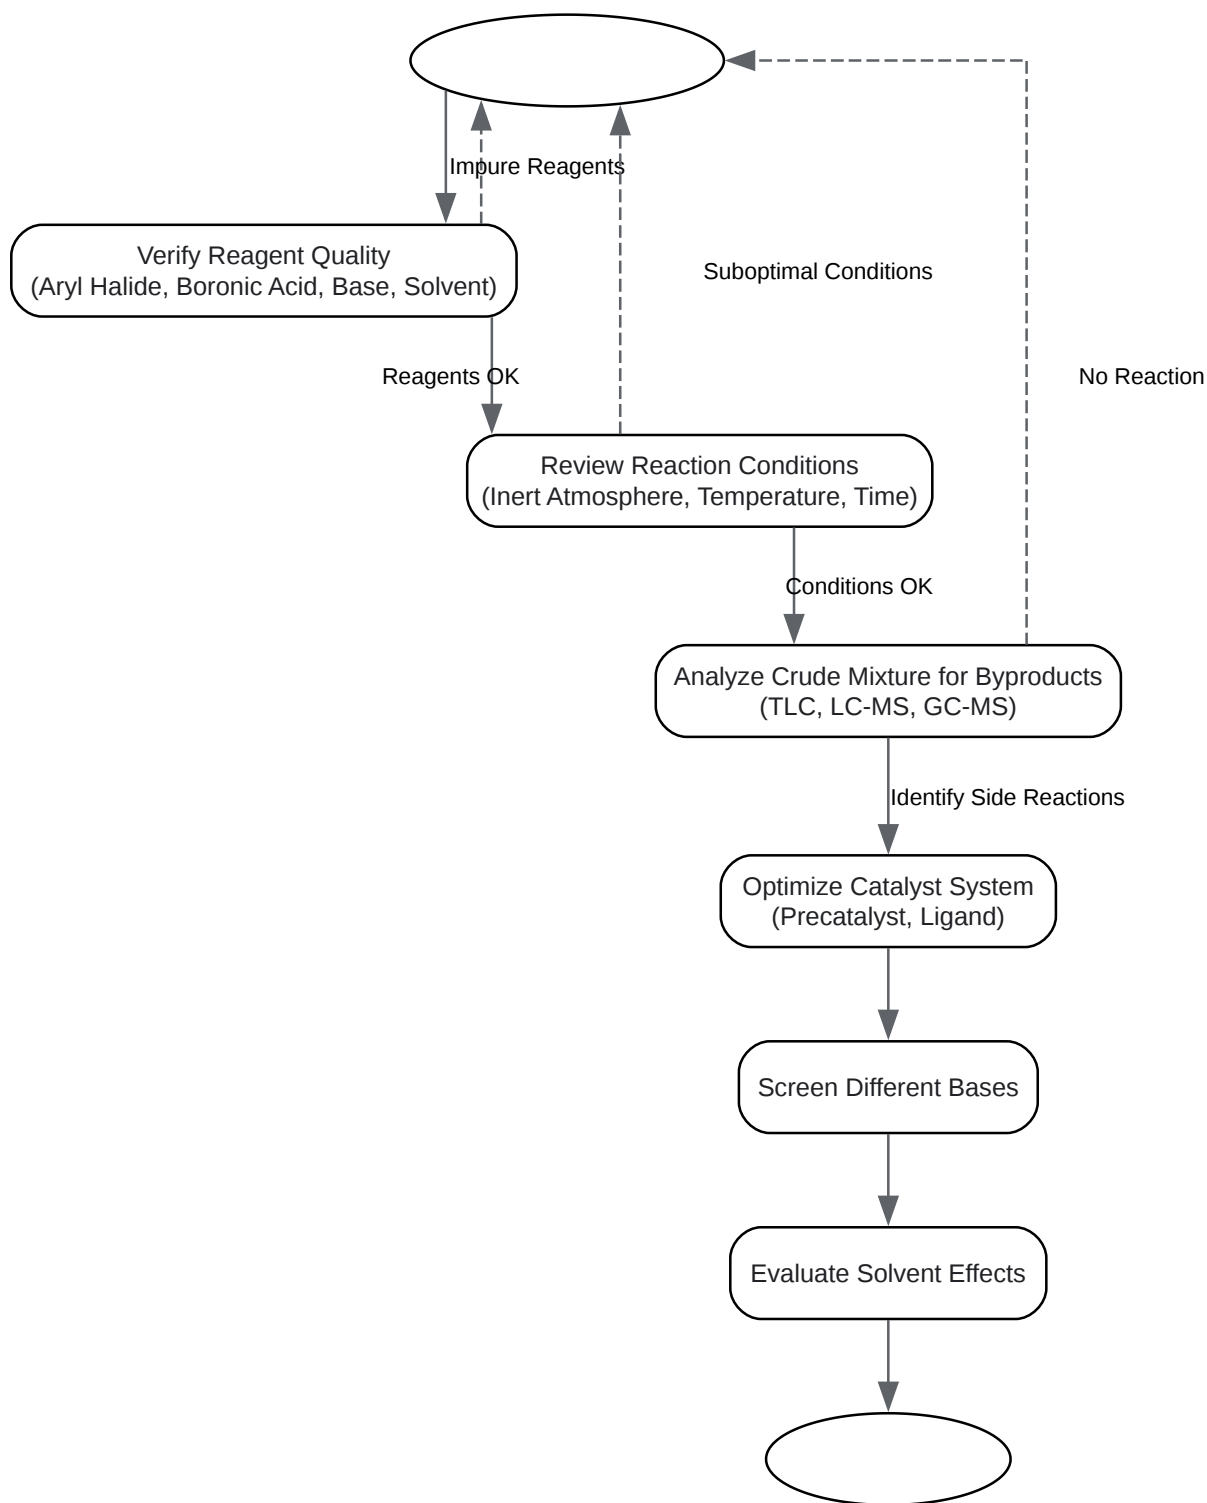 Impure Reagents
Verify Reagent Quality
(Aryl Halide, Boronic Acid, Base, Solvent)
Suboptimal Conditions
Reagents OK
No Reaction
Review Reaction Conditions
(Inert Atmosphere, Temperature, Time)
Conditions OK
Analyze Crude Mixture for Byproducts
(TLC, LC-MS, GC-MS)
Identify Side Reactions
Optimize Catalyst System
(Precatalyst, Ligand)
Screen Different Bases
Evaluate Solvent Effects